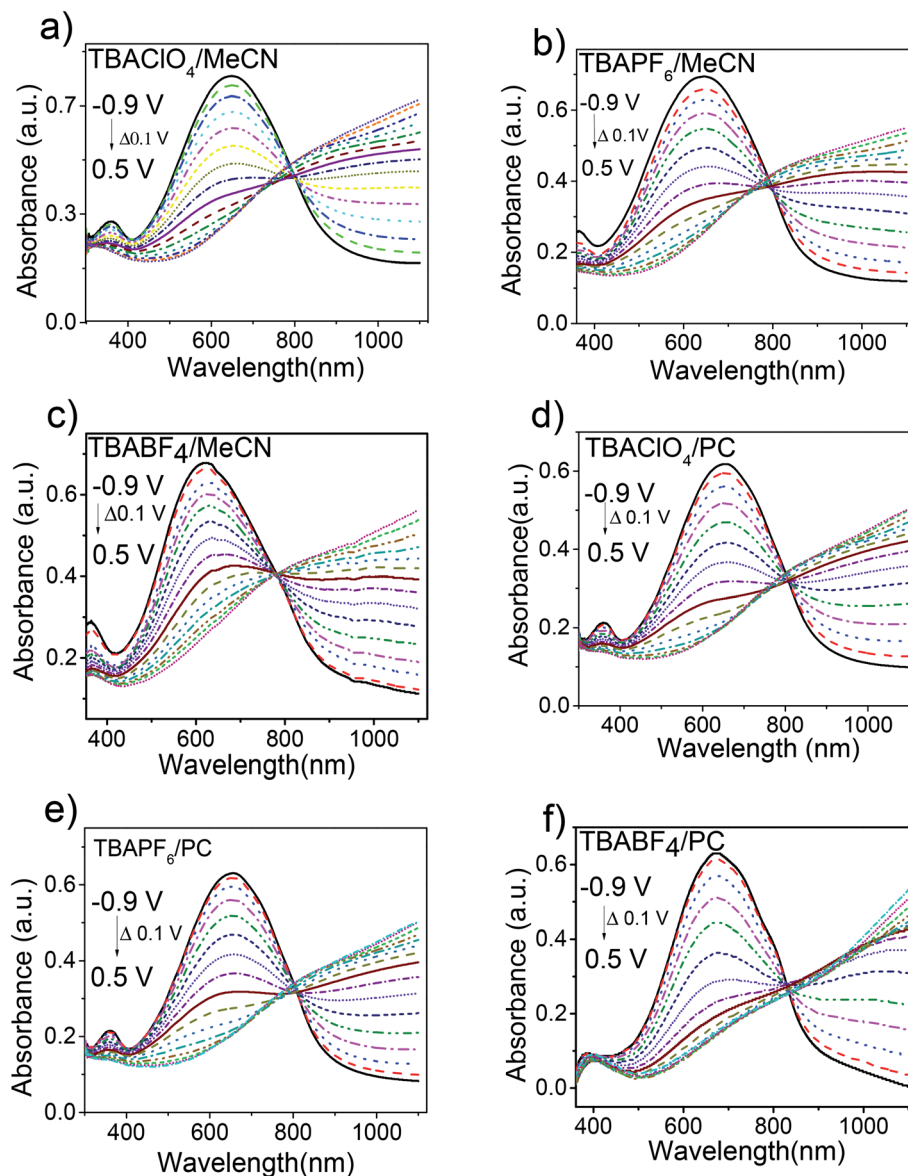 a)
TBAClO₄/MeCN
-0.9 V
Δ0.1 V
0.5 V
0.7
0.3
0.0
400 600 800 1000
Wavelength(nm)
Absorbance (a.u.)
b)
TBAPF₆/MeCN
-0.9 V
Δ 0.1V
0.5 V
0.6
0.4
0.2
0.0
400 600 800 1000
Wavelength(nm)
Absorbance (a.u.)
c)
TBABF4/MeCN
-0.9 V
Δ0.1 V
0.5 V
0.6
0.4
0.2
400 500 600 700 800 900 1000
Wavelength(nm)
Absorbance (a.u.)
d)
TBAClO₄/PC
-0.9 V
Δ 0.1 V
0.5 V
0.6
0.4
0.2
0.0
400 600 800 1000
Wavelength (nm)
Absorbance(a.u.)
e)
TBAPF₆/PC
-0.9 V
Δ 0.1 V
0.5 V
0.6
0.4
0.2
0.0
400 600 800 1000
Wavelength(nm)
Absorbance (a.u.)
f)
TBABF4/PC
-0.9 V
Δ 0.1 V
0.5 V
0.6
0.4
0.2
0.0
400 500 600 700 800 900 1000
Wavelength(nm)
Absorbance (a.u.)